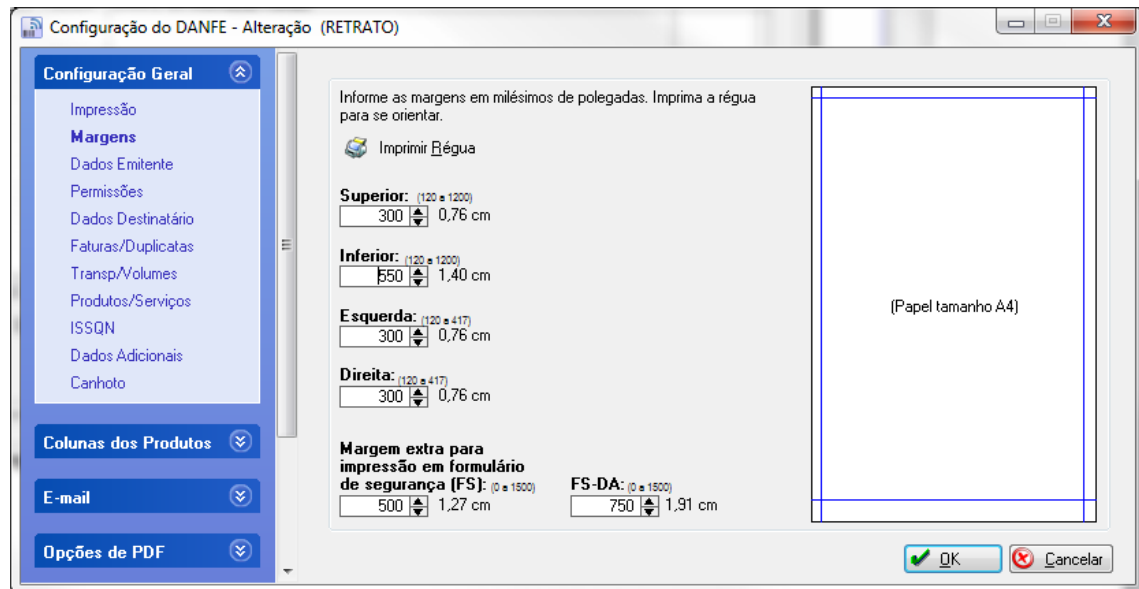 Configuração do DANFE - Alteração (RETRATO)
Configuração Geral
Impressão
Margens
Dados Emitente
Permissões
Dados Destinatário
Faturas/Duplicatas
Transp/Volumes
Produtos/Serviços
ISSQN
Dados Adicionais
Canhoto
Colunas dos Produtos
E-mail
Opções de PDF
Informe as margens em milésimos de polegadas. Imprima a régua
para se orientar.
Imprimir Régua
Superior: (120 a 1200)
300 0,76 cm
Inferior: (120 a 1200)
550 1,40 cm
Esquerda: (120 a 417)
300 0,76 cm
Direita: (120 a 417)
300 0,76 cm
Margem extra para
impressão em formulário
de segurança (FS): (0 a 1500) FS-DA: (0 a 1500)
500 1,27 cm 750 1,91 cm
(Papel tamanho A4)
OK Cancelar